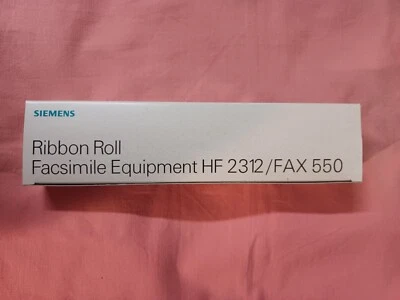 SIEMENS
Ribbon Roll
Facsimile Equipment HF 2312/FAX 550